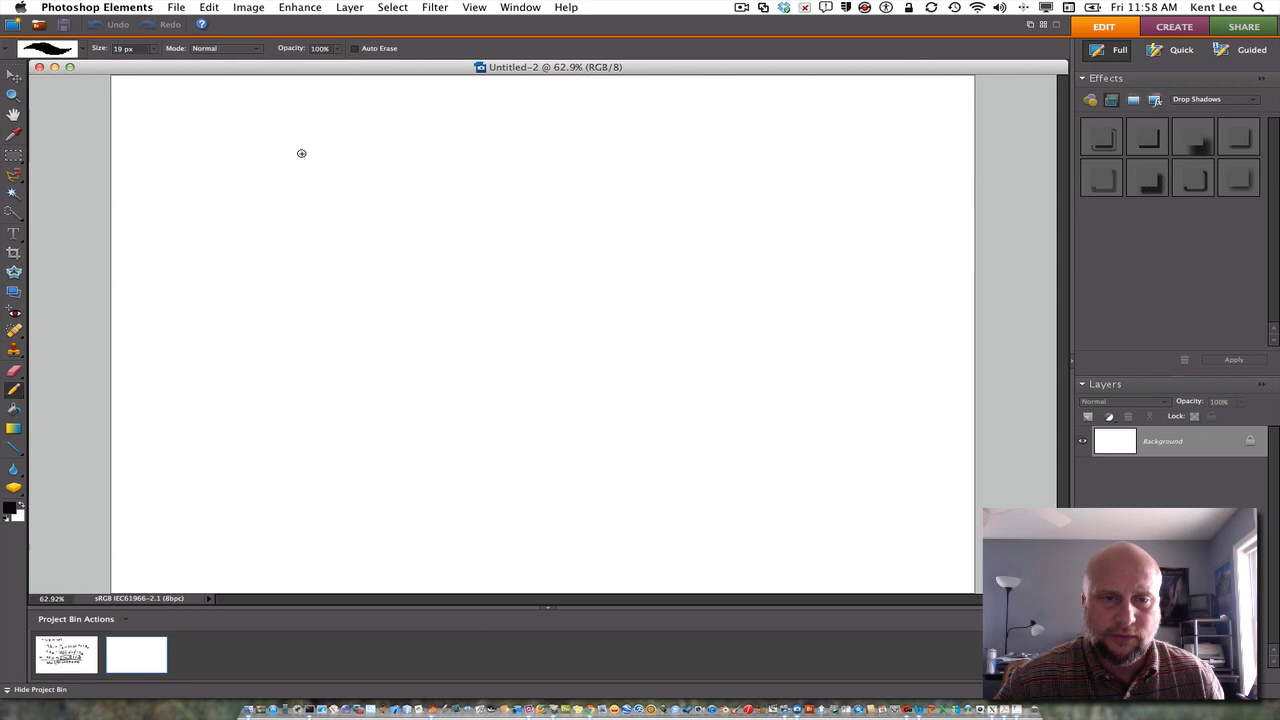 Photoshop Elements File Edit Image Enhance Layer Select Filter View Window Help Fri 11:58 AM Kent Lee
Undo Redo EDIT CREATE SHARE
Size: 19 px Mode: Normal Opacity: 100% Auto Erase Full Quick Guided
Untitled-2 @ 62.9% (RGB/8)
Effects
Drop Shadows
Apply
Layers
Normal Opacity: 100%
Lock:
Background
62.92% sRGB IEC61966-2.1 (8bpc)
Project Bin Actions
Hide Project Bin